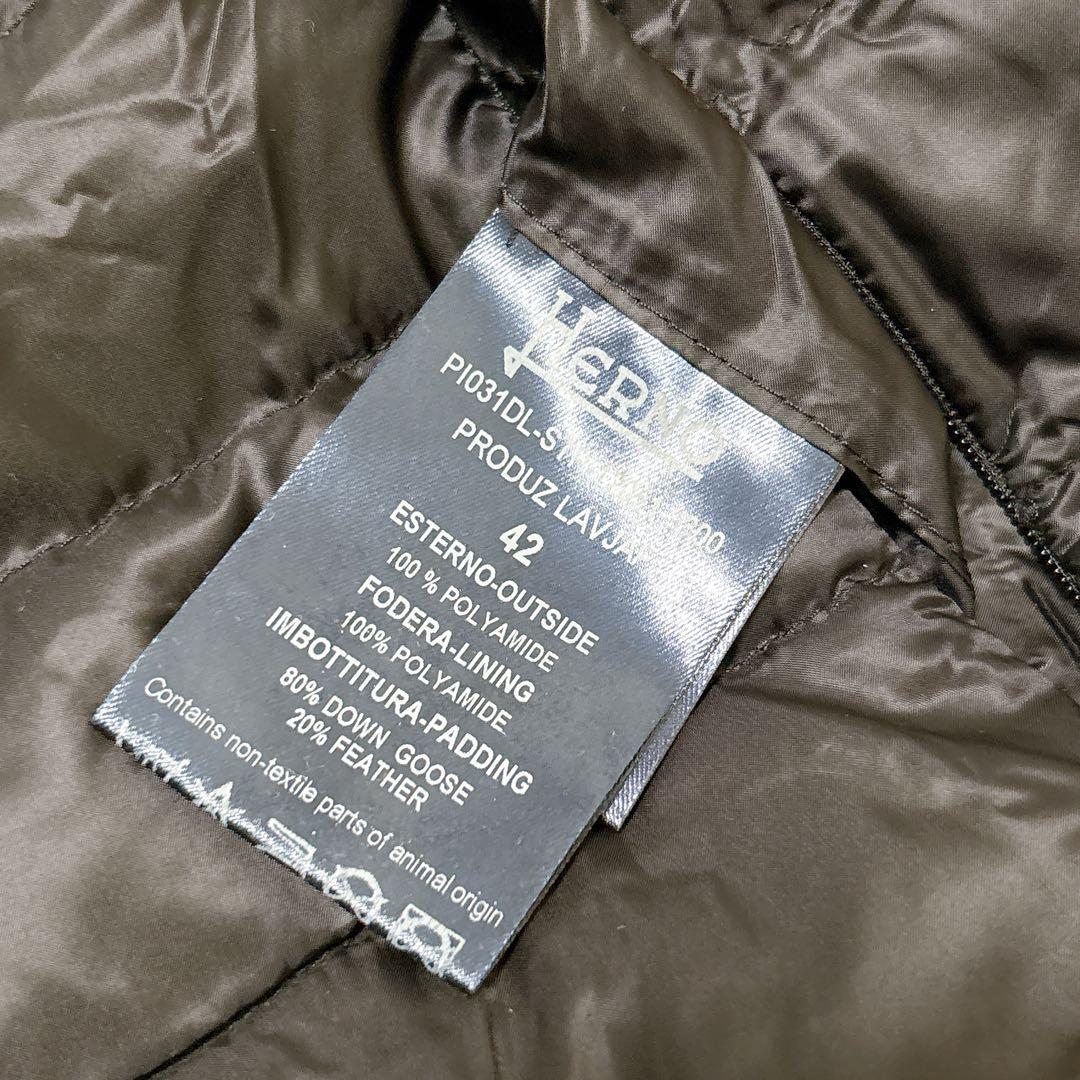 HERNO
PI031DL-S
PRODUZ
42
ESTERNO-OUTSIDE
100 % POLYAMIDE
FODERA-LINING
100% POLYAMIDE
IMBOTTITURA-PADDING
80% DOWN GOOSE
20% FEATHER
Contains non-textile parts of animal origin